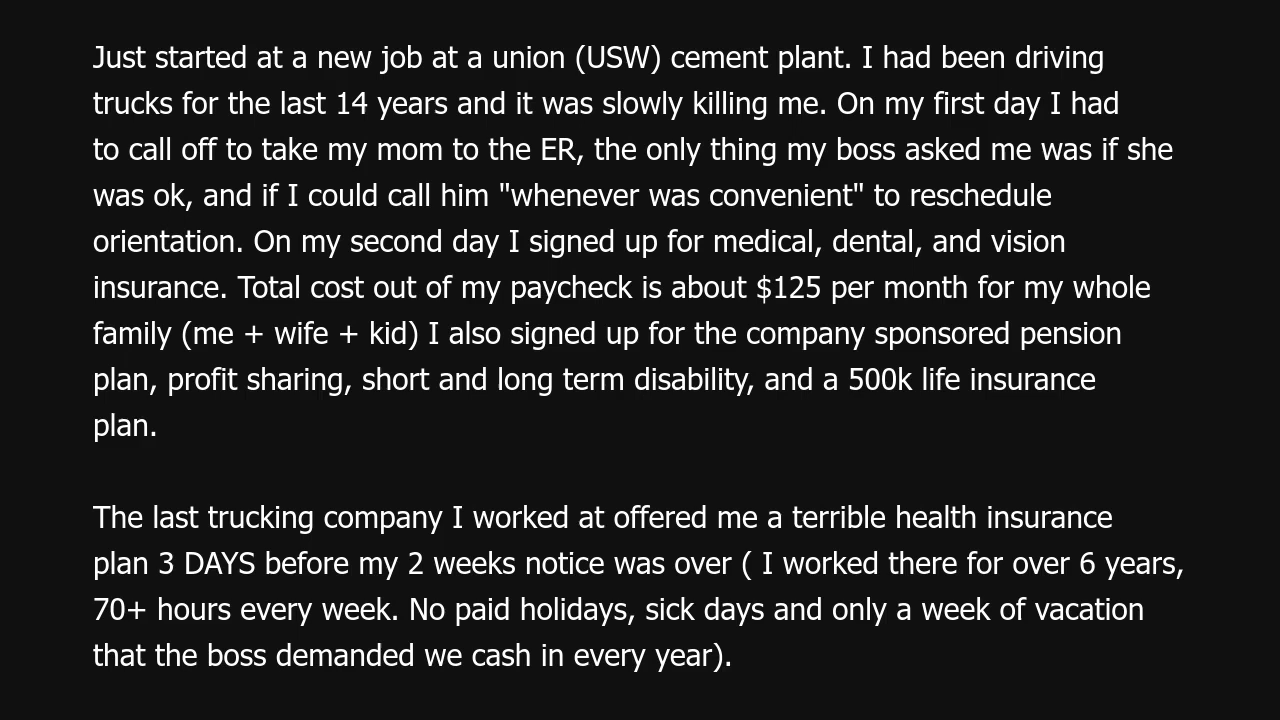 Just started at a new job at a union (USW) cement plant. I had been driving
trucks for the last 14 years and it was slowly killing me. On my first day I had
to call off to take my mom to the ER, the only thing my boss asked me was if she
was ok, and if I could call him "whenever was convenient" to reschedule
orientation. On my second day I signed up for medical, dental, and vision
insurance. Total cost out of my paycheck is about $125 per month for my whole
family (me + wife + kid) I also signed up for the company sponsored pension
plan, profit sharing, short and long term disability, and a 500k life insurance
plan.

The last trucking company I worked at offered me a terrible health insurance
plan 3 DAYS before my 2 weeks notice was over ( I worked there for over 6 years,
70+ hours every week. No paid holidays, sick days and only a week of vacation
that the boss demanded we cash in every year).